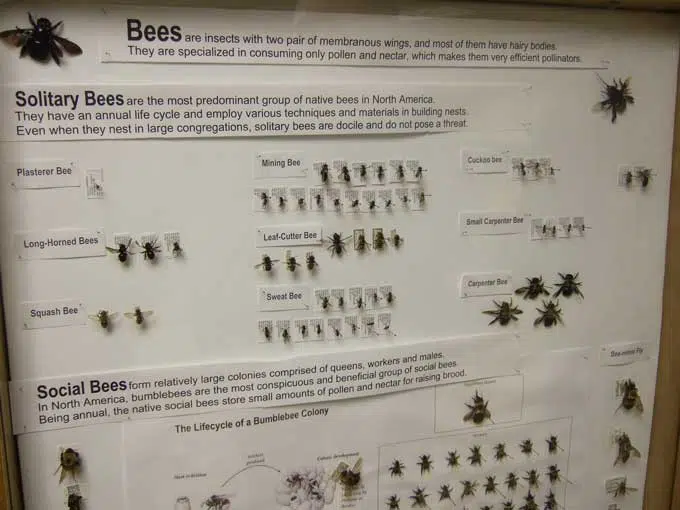 Bees are insects with two pair of membranous wings, and most of them have hairy bodies.
They are specialized in consuming only pollen and nectar, which makes them very efficient pollinators.
Solitary Bees are the most predominant group of native bees in North America.
They have an annual life cycle and employ various techniques and materials in building nests.
Even when they nest in large congregations, solitary bees are docile and do not pose a threat.
Plasterer Bee
Mining Bee
Cuckoo bee
Long-Horned Bees
Leaf-Cutter Bee
Small Carpenter Bee
Squash Bee
Sweat Bee
Carpenter Bee
Social Bees form relatively large colonies comprised of queens, workers and males.
In North America, bumblebees are the most conspicuous and beneficial group of social bees.
Being annual, the native social bees store small amounts of pollen and nectar for raising brood.
Bee-mimic Fly
The Lifecycle of a Bumblebee Colony
Colony development